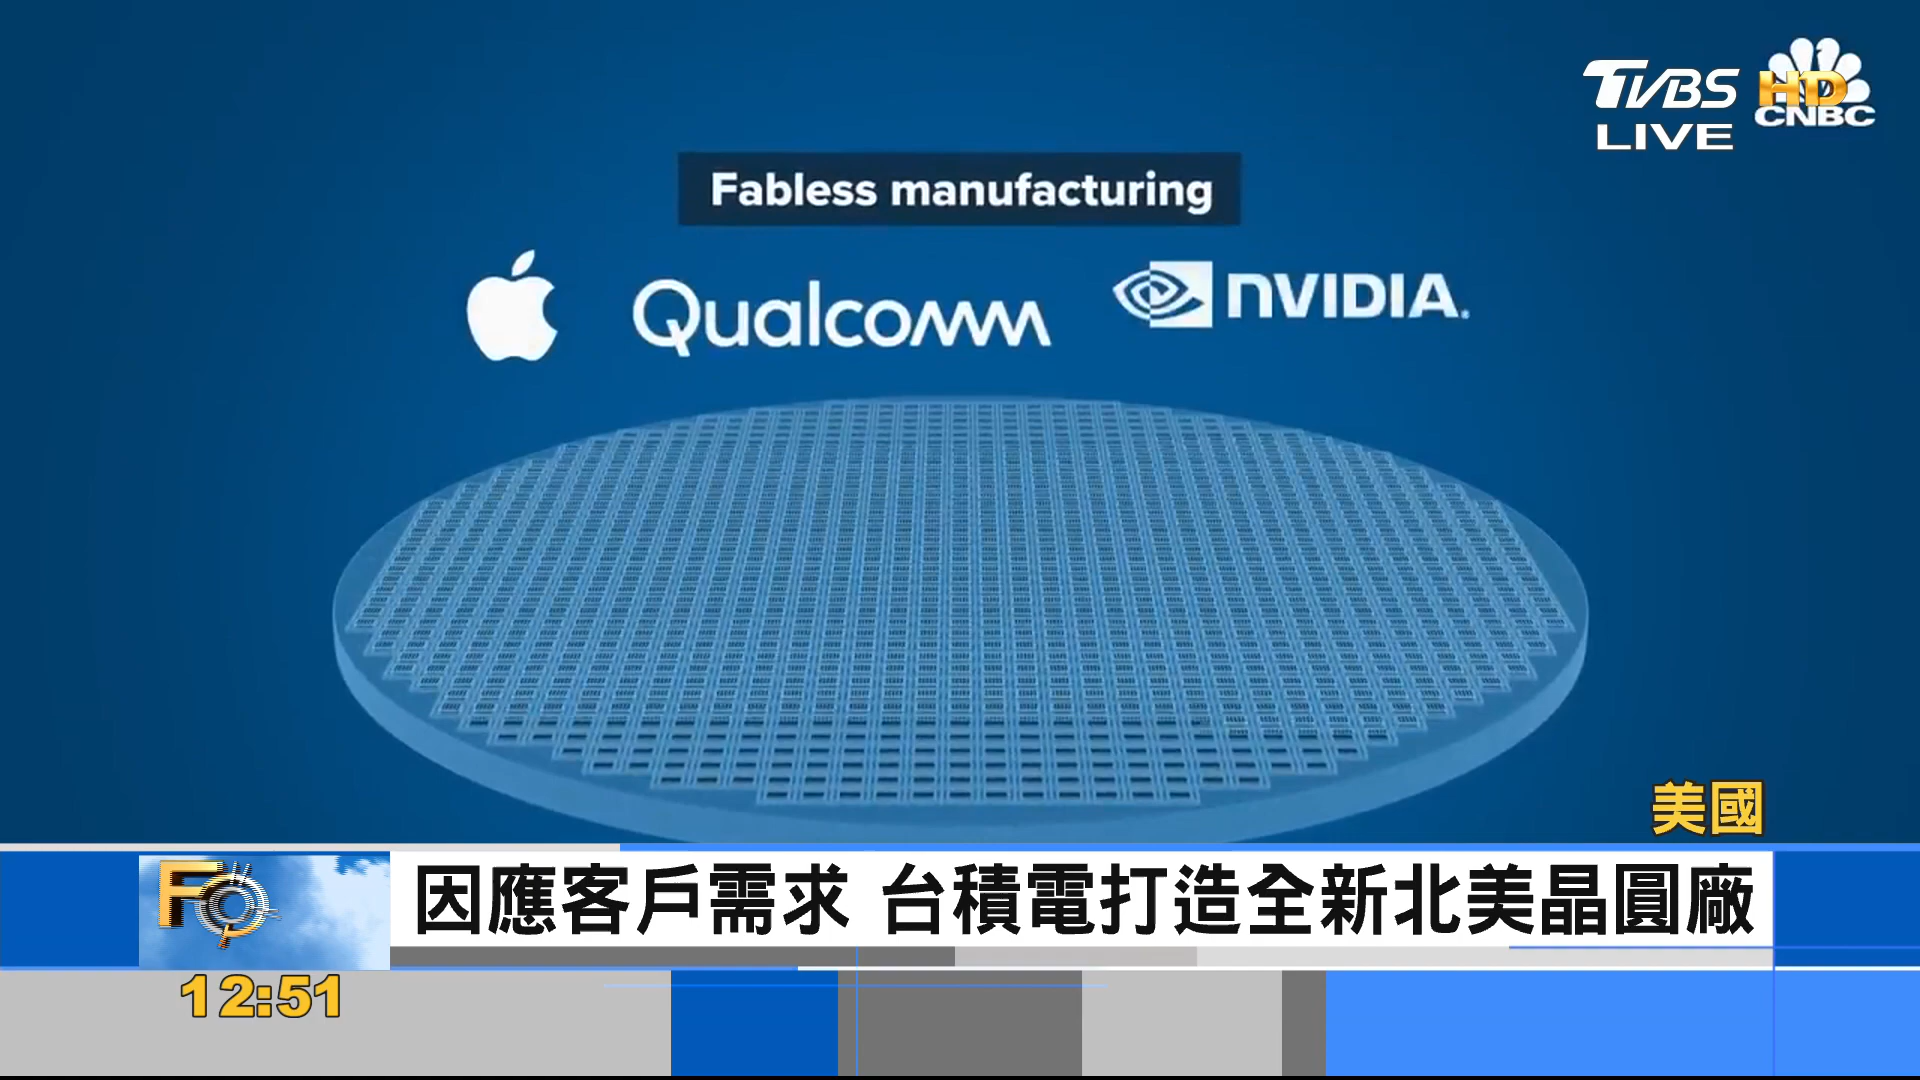 TVBS
HD
CNBC
LIVE
Fabless manufacturing
Qualcomm
NVIDIA.
美國
因應客戶需求 台積電打造全新北美晶圓廠
12:51